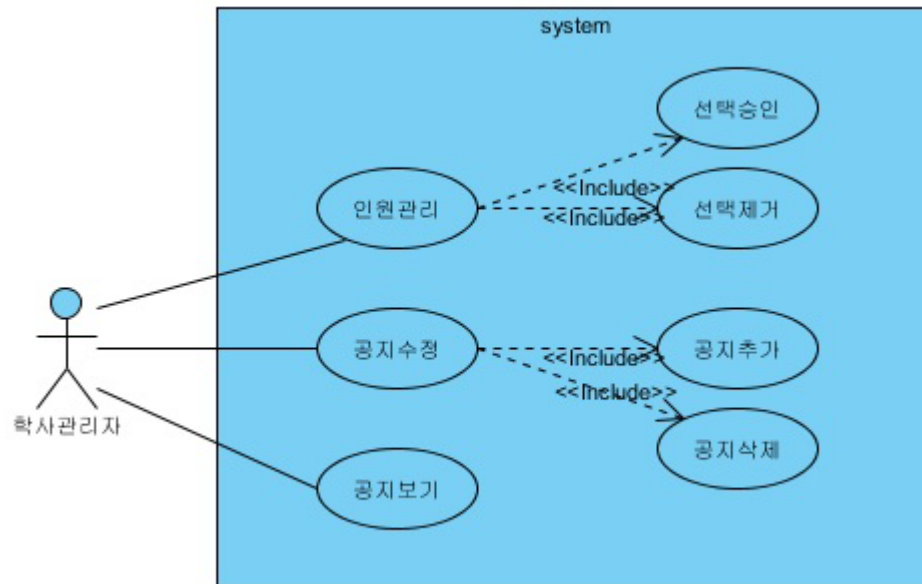 system
선택승인
인원관리
<<Include>>
선택제거
<<Include>>
공지수정
공지추가
<<Include>>
<<Include>>
학사관리자
공지삭제
공지보기